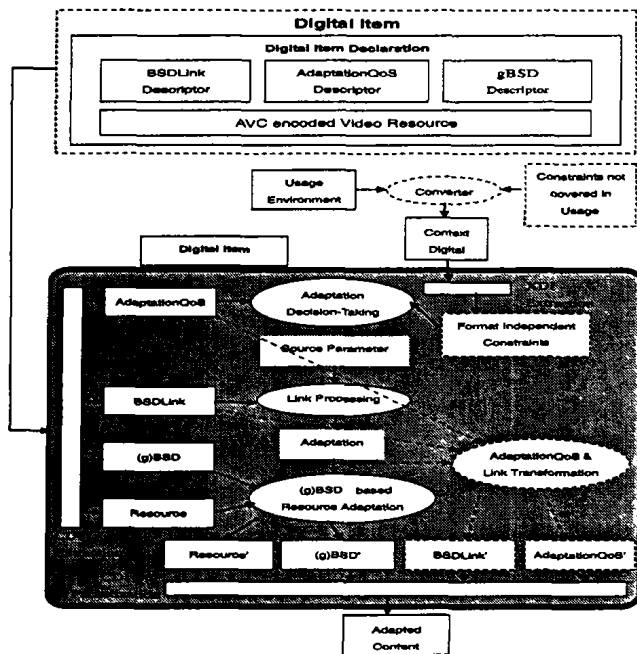 Digital Item
Digital Item Declaration
BSDLink
Descriptor
AdaptationQoS
Descriptor
gBSD
Descriptor
AVC encoded Video Resource
Usage
Environment
Converter
Constraints not
covered in
Usage
Context
Digital
Digital Item
AdaptationQoS
Adaptation
Decision-Taking
Format Independent
Constraints
Source Parameter
BSDLink
Link Processing
(g)BSD
Adaptation
AdaptationQoS &
Link Transformation
Resource
(g)BSD based
Resource Adaptation
Resource'
(g)BSD'
BSDLink'
AdaptationQoS'
Adapted
Content